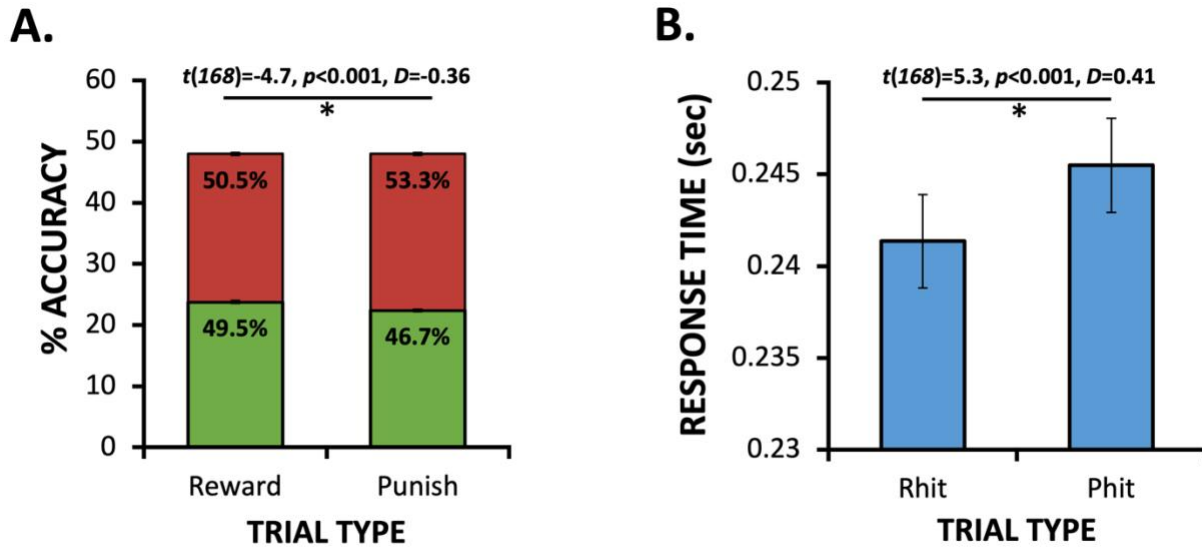 A.
t(168)=-4.7, p<0.001, D=-0.36
*
% ACCURACY
60
50
40
30
20
10
0
50.5%
53.3%
49.5%
46.7%
Reward Punish
TRIAL TYPE
B.
t(168)=5.3, p<0.001, D=0.41
*
RESPONSE TIME (sec)
0.25
0.245
0.24
0.235
0.23
Rhit Phit
TRIAL TYPE